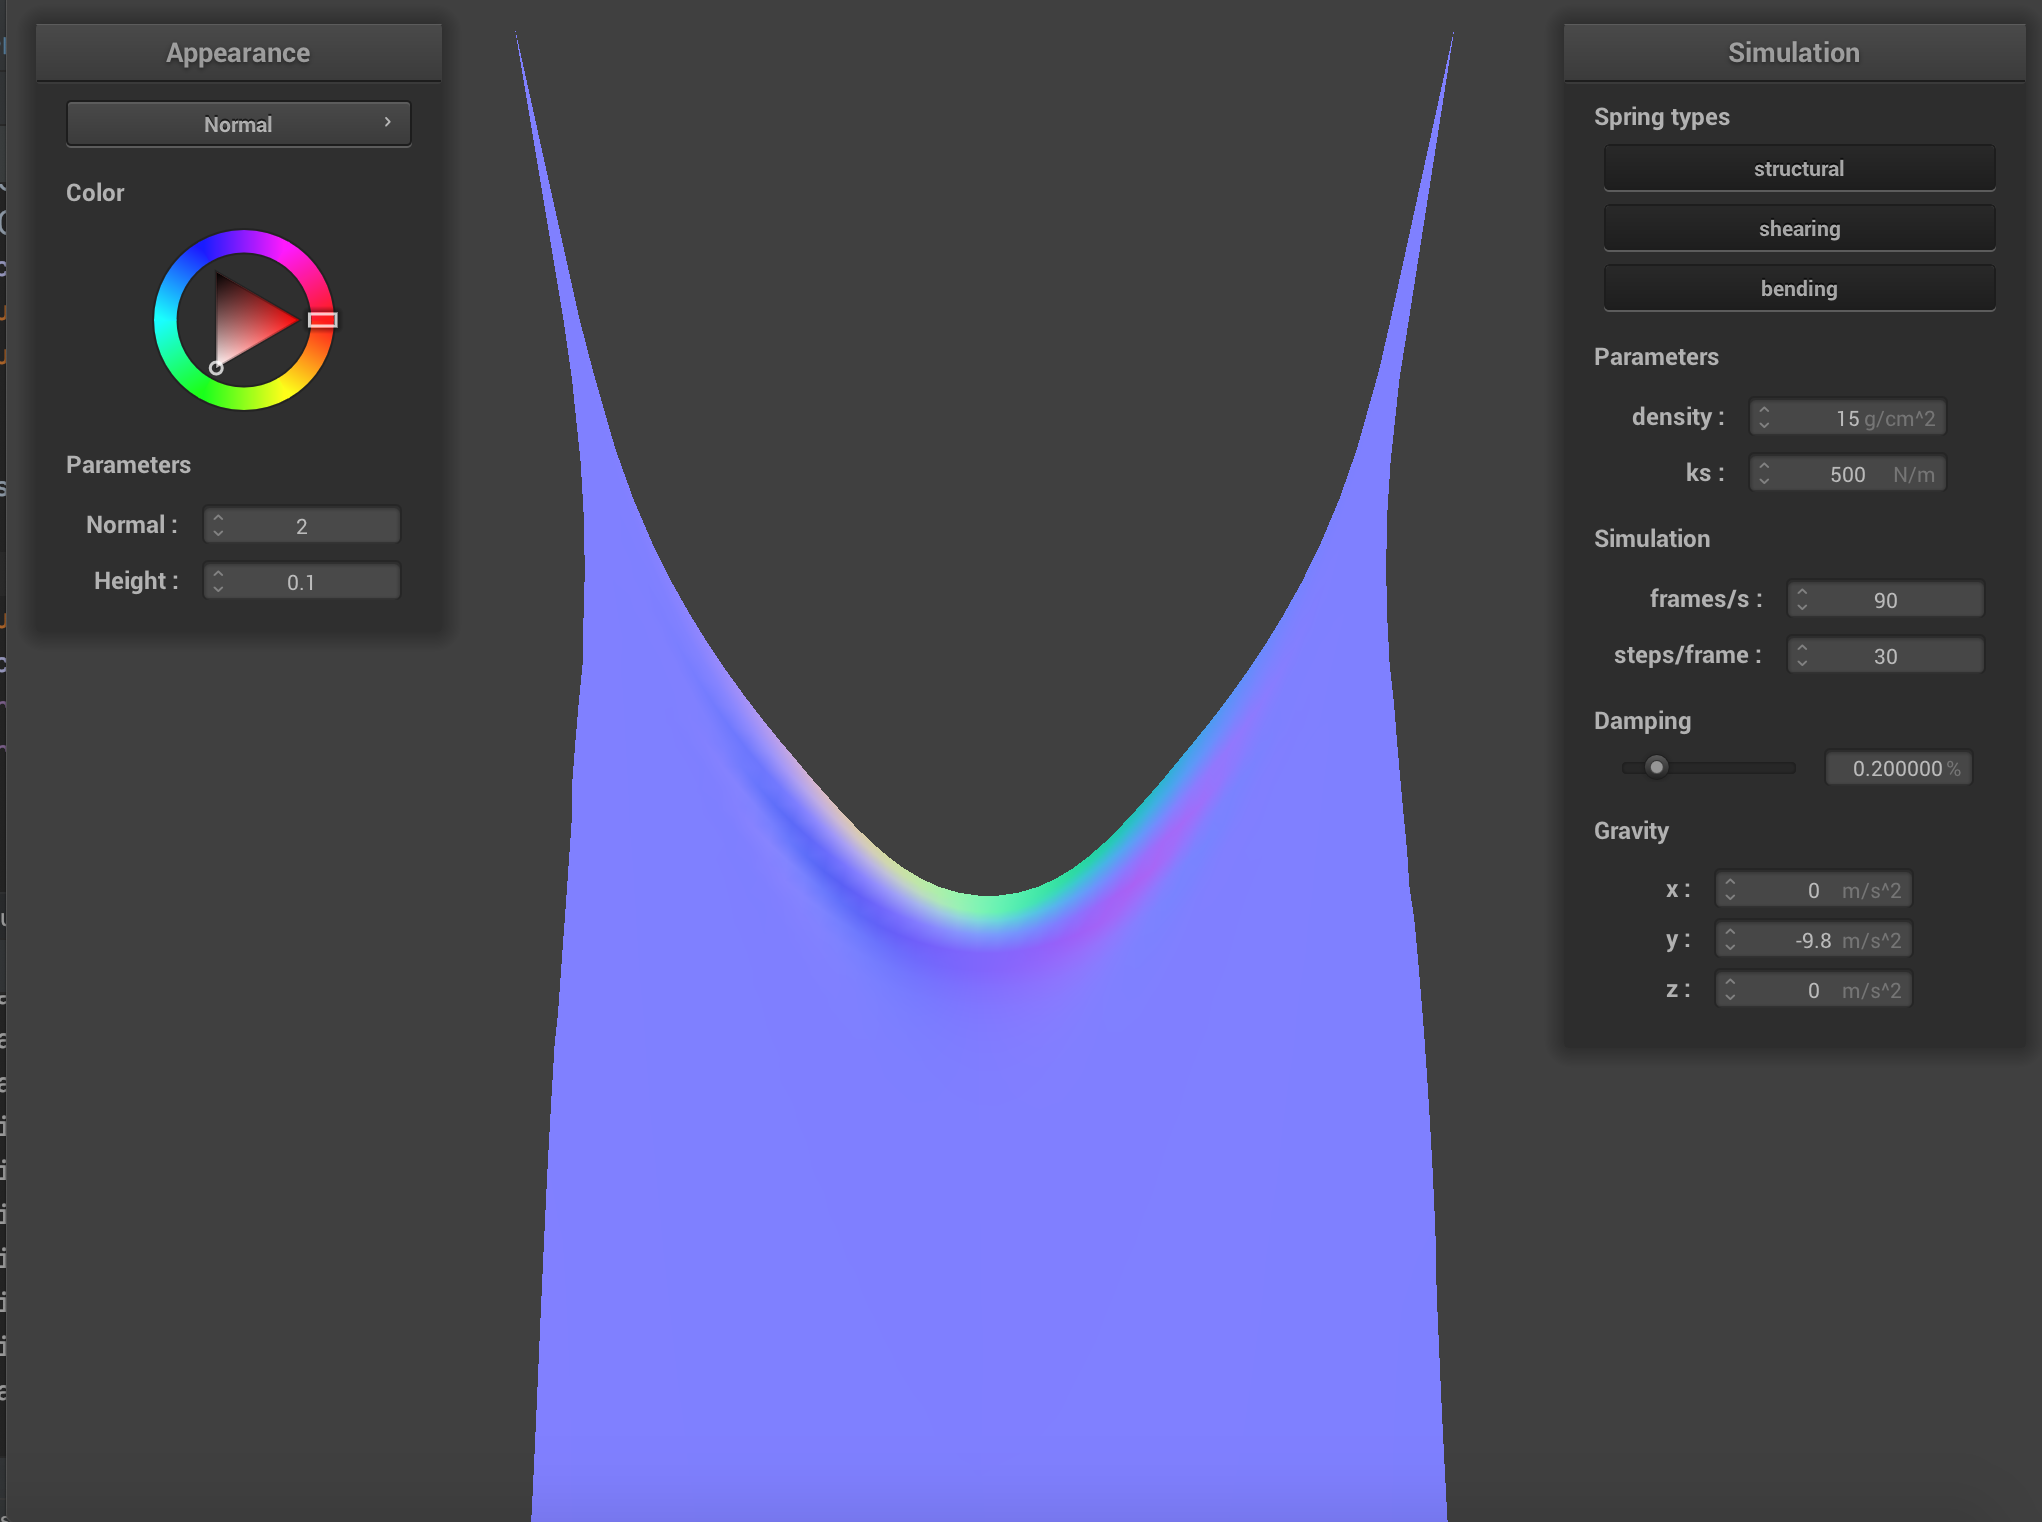 Appearance
Normal
Color
Parameters
Normal : 2
Height : 0.1
Simulation
Spring types
structural
shearing
bending
Parameters
density : 15 g/cm^2
ks : 500 N/m
Simulation
frames/s : 90
steps/frame : 30
Damping
0.200000 %
Gravity
x : 0 m/s^2
y : -9.8 m/s^2
z : 0 m/s^2